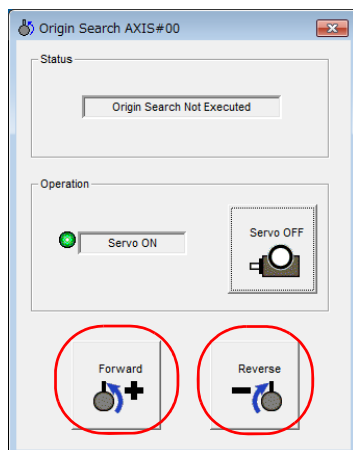 Origin Search AXIS#00
Status
Origin Search Not Executed
Operation
Servo ON
Servo OFF
Forward
Reverse